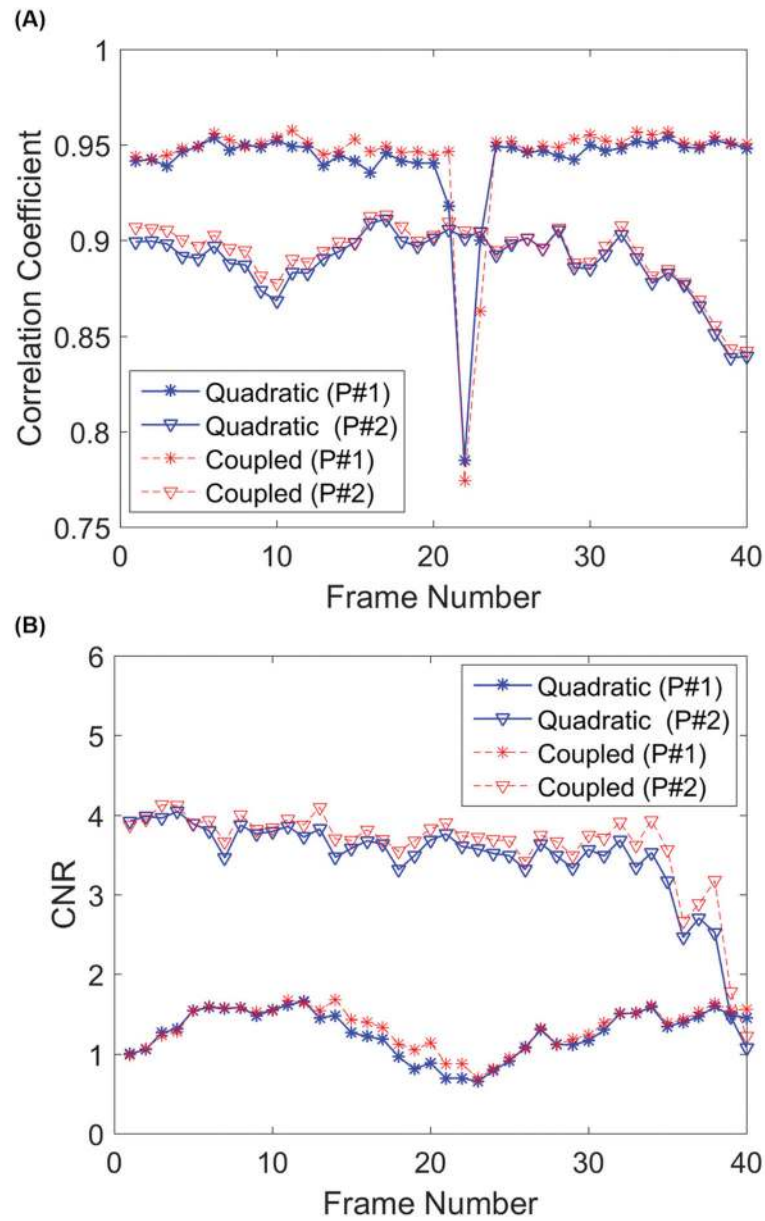 (A)
1
0.95
0.9
0.85
0.8
0.75
Correlation Coefficient
Quadratic (P#1)
Quadratic (P#2)
Coupled (P#1)
Coupled (P#2)
0 10 20 30 40
Frame Number
(B)
6
5
4
3
2
1
0
CNR
Quadratic (P#1)
Quadratic (P#2)
Coupled (P#1)
Coupled (P#2)
0 10 20 30 40
Frame Number